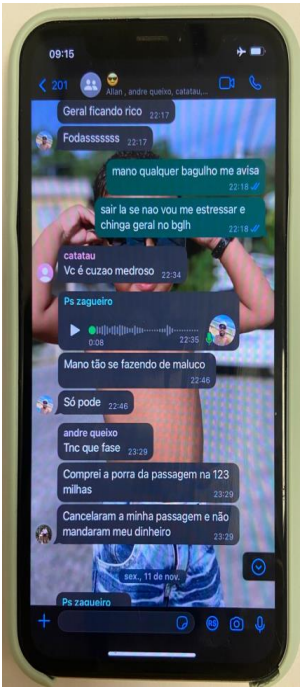 09:15
201
Allan , andre queixo, catatau,...
Geral ficando rico 22:17
Fodasssssss 22:17
mano qualquer bagulho me avisa
22:18
sair la se nao vou me estressar e
chinga geral no bglh 22:18
catatau
Vc é cuzao medroso 22:34
Ps zagueiro
0:08 22:35
Mano tão se fazendo de maluco
22:46
Só pode 22:46
andre queixo
Tnc que fase 23:29
Comprei a porra da passagem na 123
milhas 23:29
Cancelaram a minha passagem e não
mandaram meu dinheiro 23:29
sex., 11 de nov.
Ps zagueiro
R$